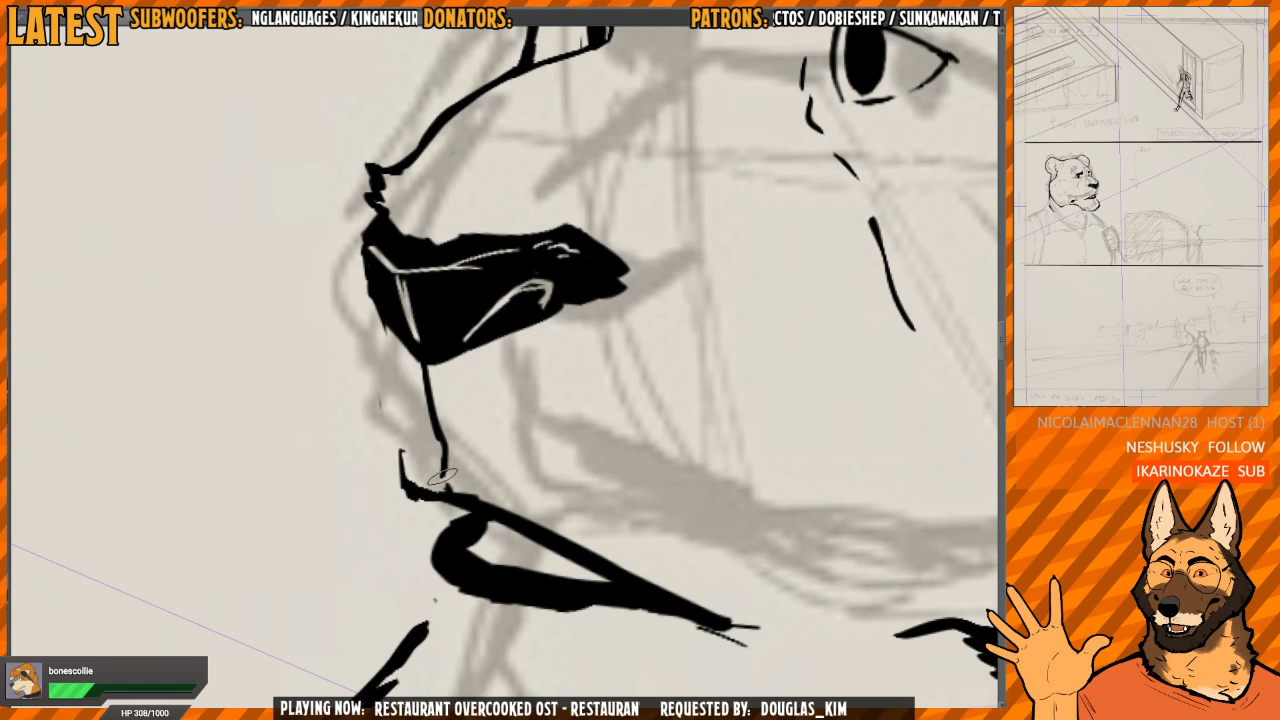 LATEST SUBWOOFERS: NGLANGUAGES / KINGNEKUR DONATORS: PATRONS: CTOS / DOBIESHEP / SUNKAWAKAN / T
NICOLAIMACLENNAN28 HOST (1)
NESHUSKY FOLLOW
IKARINOKAZE SUB
bonescollie
HP 308/1000
PLAYING NOW: RESTAURANT OVERCOOKED OST - RESTAURAN REQUESTED BY: DOUGLAS_KIM